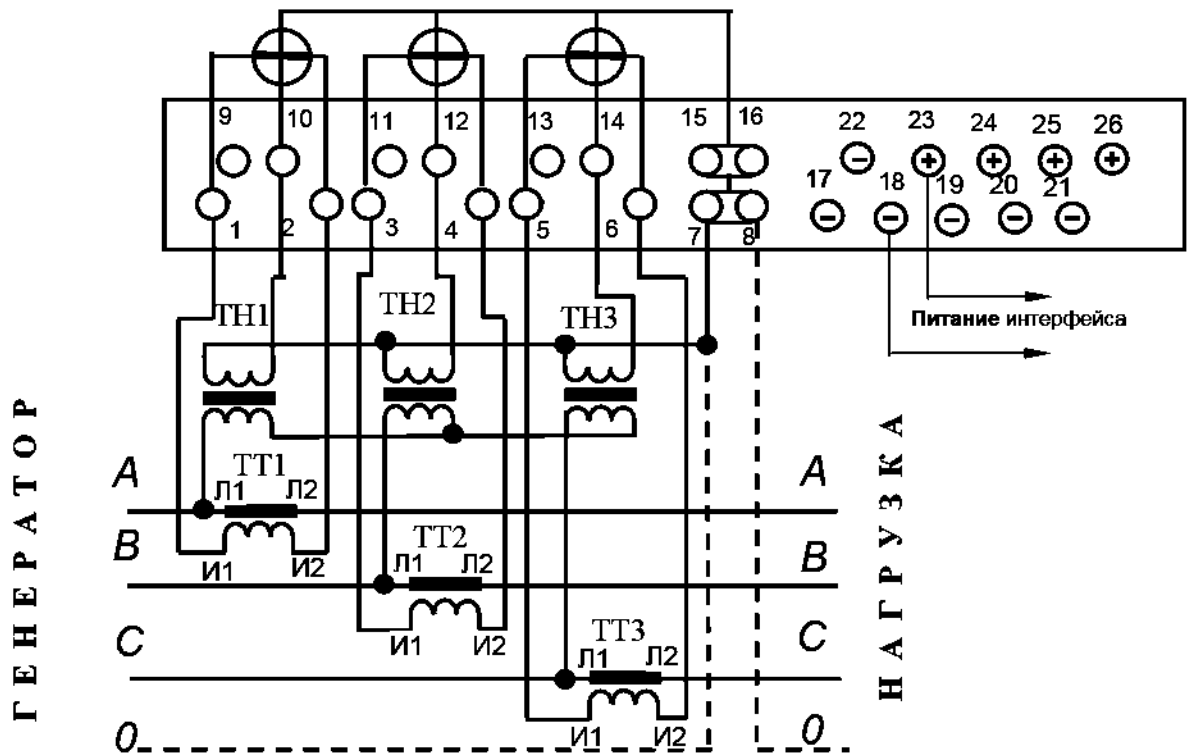 9 10 11 12 13 14 15 16 22 23 24 25 26
17 18 19 20 21
1 2 3 4 5 6 7 8
ТН1 ТН2 ТН3
Питание интерфейса
ГЕНЕРАТОР
НАГРУЗКА
A ТТ1 A
Л1 Л2
B ТТ2 B
И1 И2 Л1 Л2
C ТТ3 C
И1 И2 Л1 Л2
0 И1 И2 0